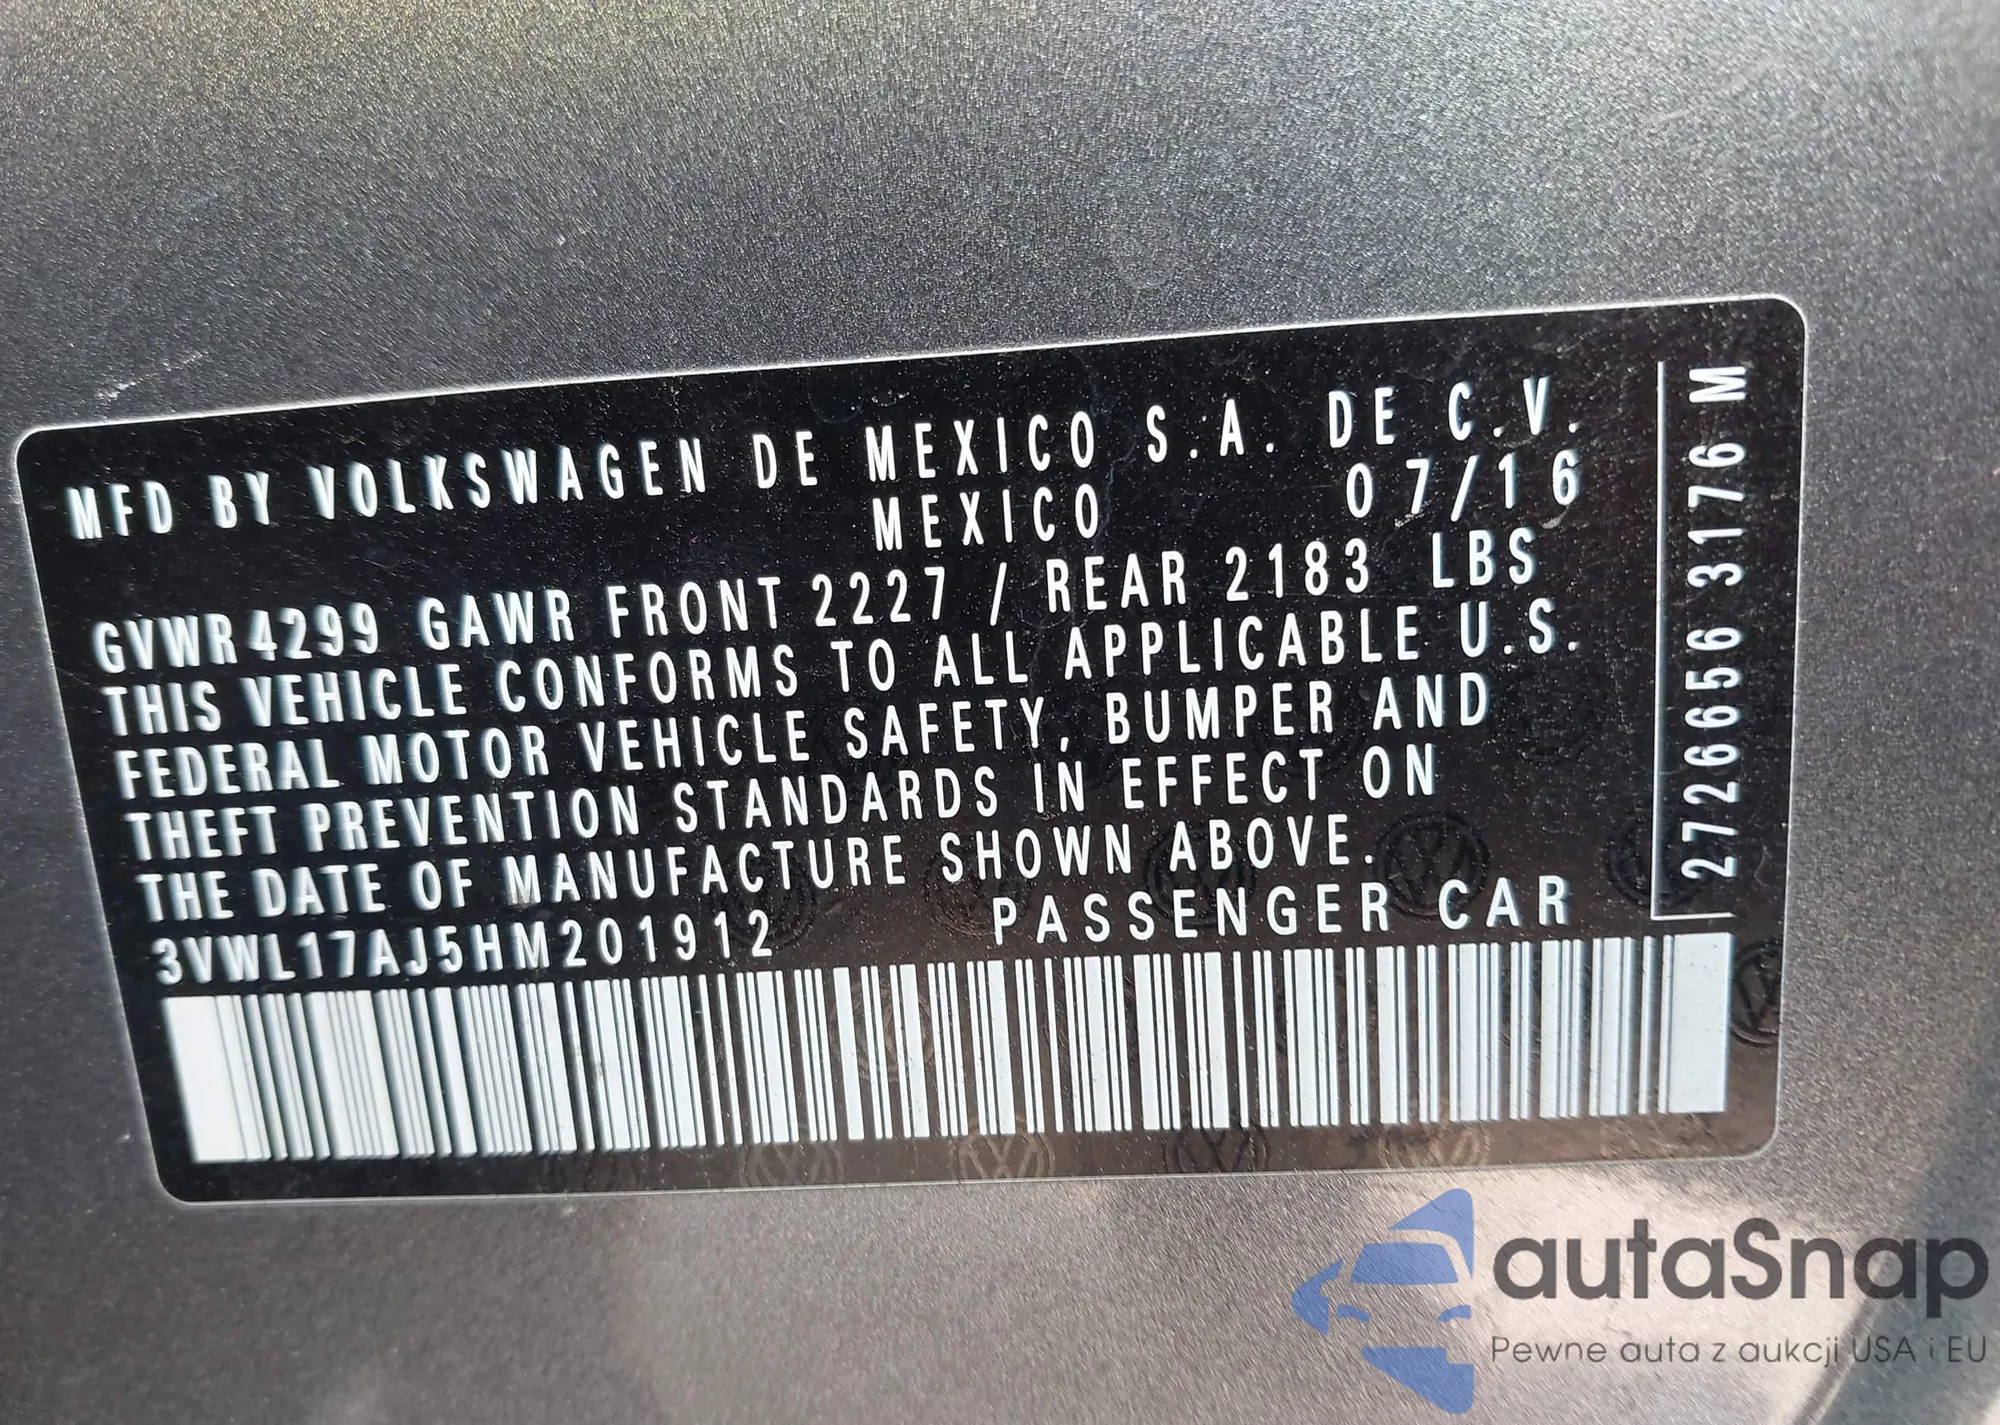 MFD BY VOLKSWAGEN DE MEXICO S.A. DE C.V.
MEXICO 07/16
GVWR 4299 GAWR FRONT 2227 / REAR 2183 LBS
THIS VEHICLE CONFORMS TO ALL APPLICABLE U.S.
FEDERAL MOTOR VEHICLE SAFETY, BUMPER AND
THEFT PREVENTION STANDARDS IN EFFECT ON
THE DATE OF MANUFACTURE SHOWN ABOVE.
3VWL17AJ5HM201912 PASSENGER CAR
2726656 3176 M
autaSnap
Pewne auta z aukcji USA i EU